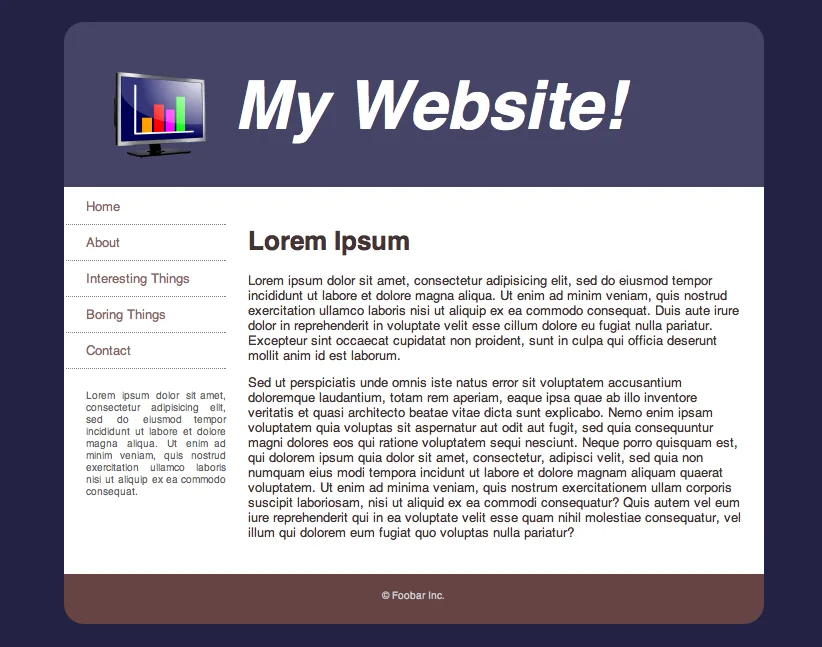 My Website!
Home
About
Interesting Things
Boring Things
Contact
Lorem ipsum dolor sit amet,
consectetur adipisicing elit,
sed do eiusmod tempor
incididunt ut labore et dolore
magna aliqua. Ut enim ad
minim veniam, quis nostrud
exercitation ullamco laboris
nisi ut aliquip ex ea commodo
consequat.
Lorem Ipsum
Lorem ipsum dolor sit amet, consectetur adipisicing elit, sed do eiusmod tempor
incididunt ut labore et dolore magna aliqua. Ut enim ad minim veniam, quis nostrud
exercitation ullamco laboris nisi ut aliquip ex ea commodo consequat. Duis aute irure
dolor in reprehenderit in voluptate velit esse cillum dolore eu fugiat nulla pariatur.
Excepteur sint occaecat cupidatat non proident, sunt in culpa qui officia deserunt
mollit anim id est laborum.
Sed ut perspiciatis unde omnis iste natus error sit voluptatem accusantium
doloremque laudantium, totam rem aperiam, eaque ipsa quae ab illo inventore
veritatis et quasi architecto beatae vitae dicta sunt explicabo. Nemo enim ipsam
voluptatem quia voluptas sit aspernatur aut odit aut fugit, sed quia consequuntur
magni dolores eos qui ratione voluptatem sequi nesciunt. Neque porro quisquam est,
qui dolorem ipsum quia dolor sit amet, consectetur, adipisci velit, sed quia non
numquam eius modi tempora incidunt ut labore et dolore magnam aliquam quaerat
voluptatem. Ut enim ad minima veniam, quis nostrum exercitationem ullam corporis
suscipit laboriosam, nisi ut aliquid ex ea commodi consequatur? Quis autem vel eum
iure reprehenderit qui in ea voluptate velit esse quam nihil molestiae consequatur, vel
illum qui dolorem eum fugiat quo voluptas nulla pariatur?
© Foobar Inc.